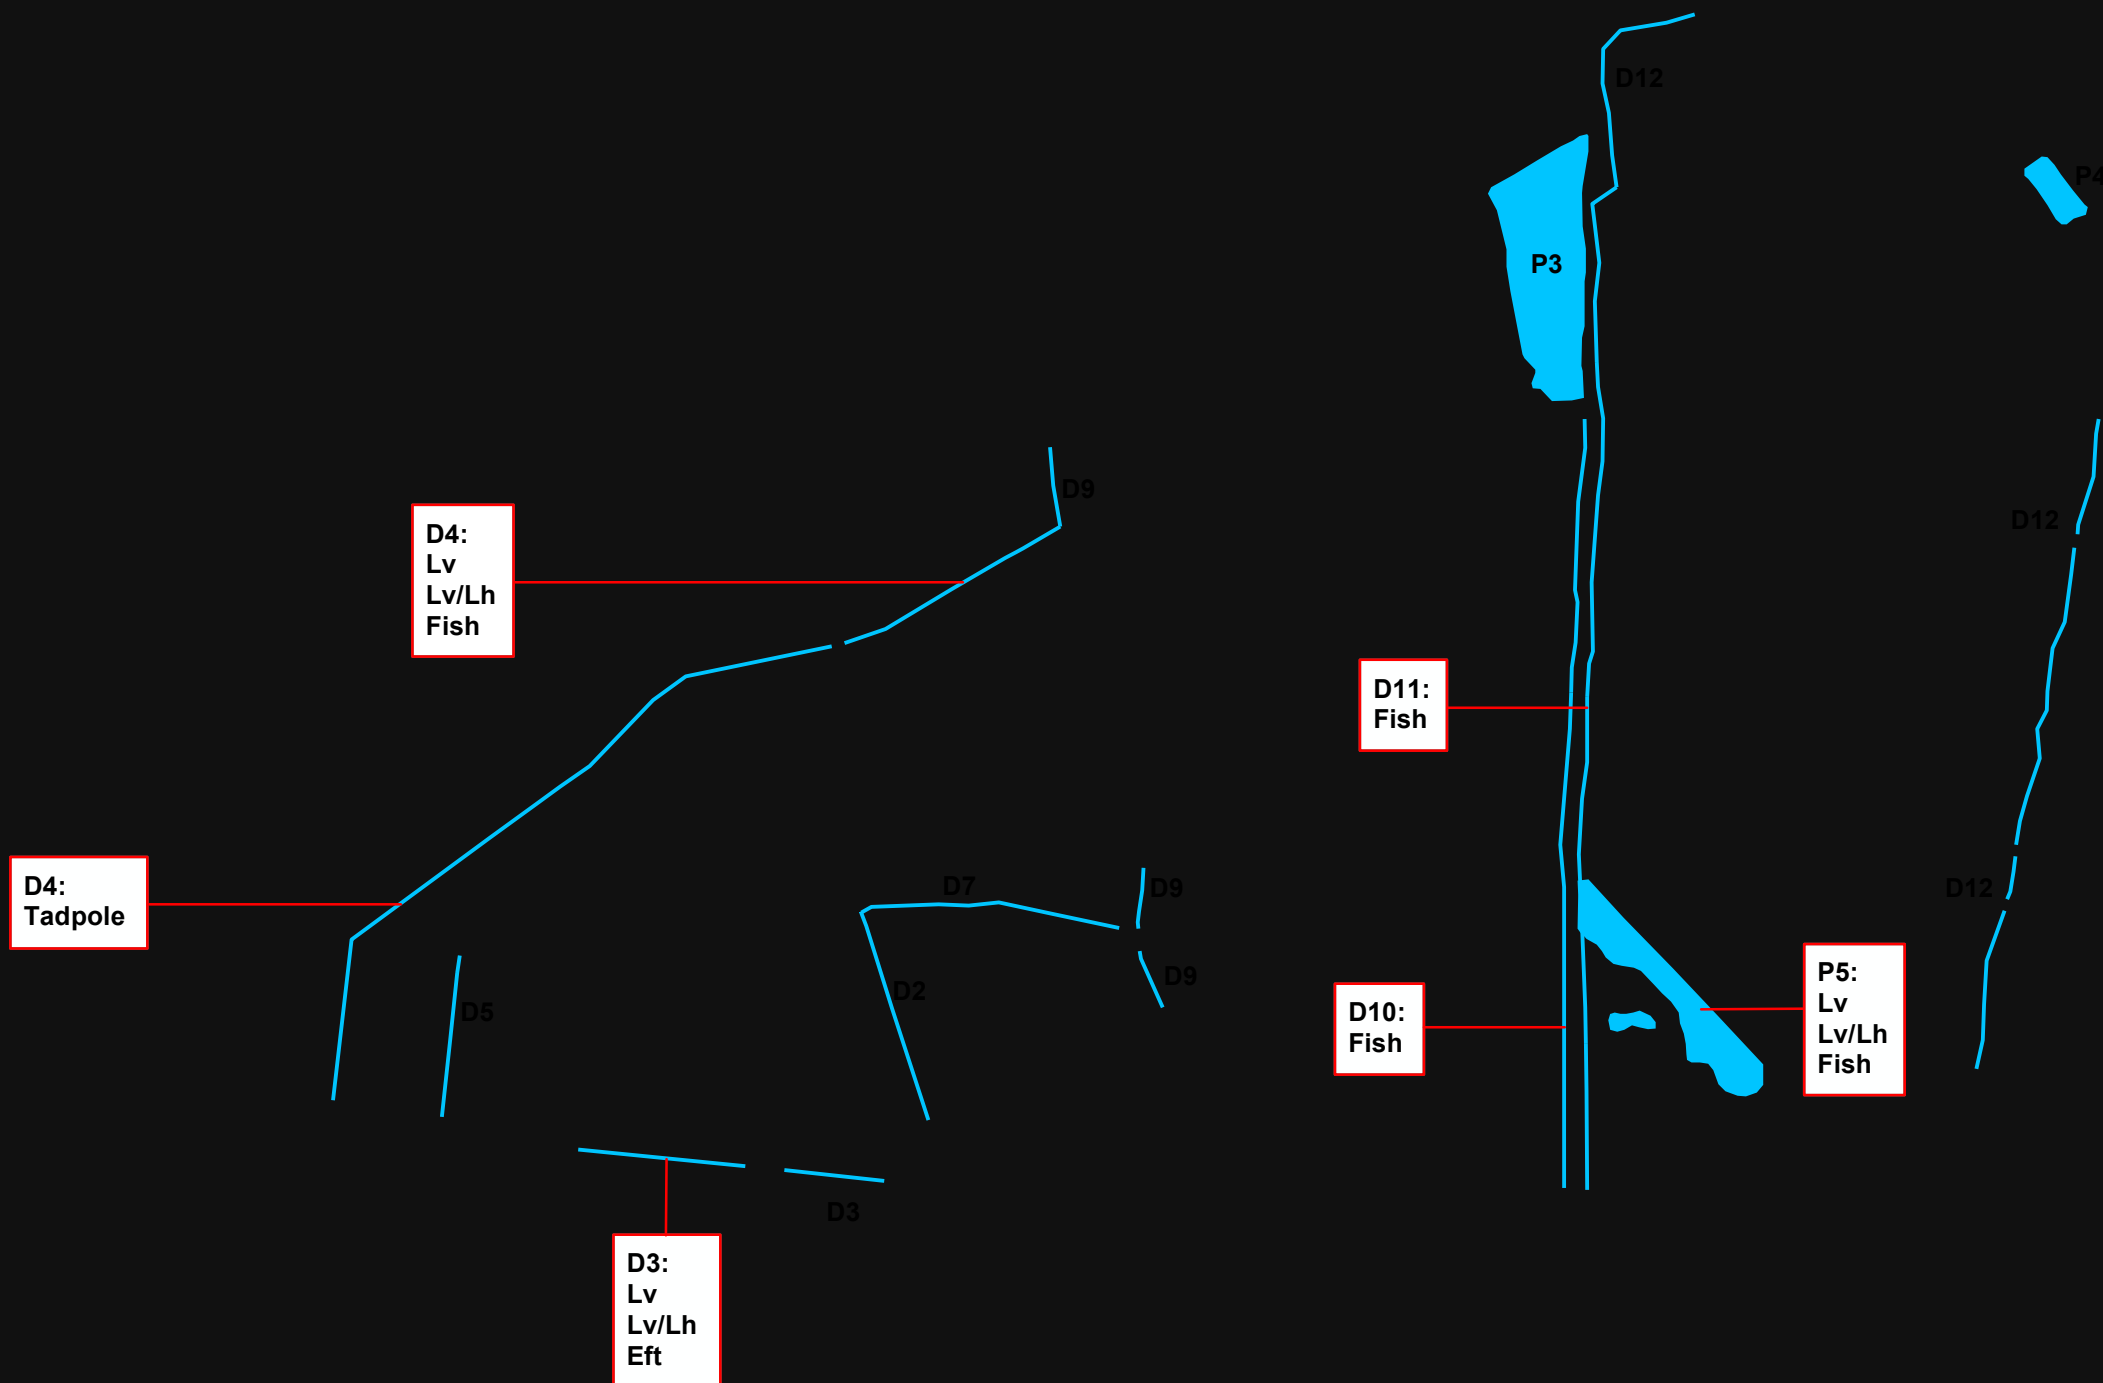 D12
P4
P3
D9
D4:
Lv
Lv/Lh
Fish
D12
D11:
Fish
D4:
Tadpole
D7
D9
D12
D9
D2
D5
D10:
Fish
P5:
Lv
Lv/Lh
Fish
D3
D3:
Lv
Lv/Lh
Eft